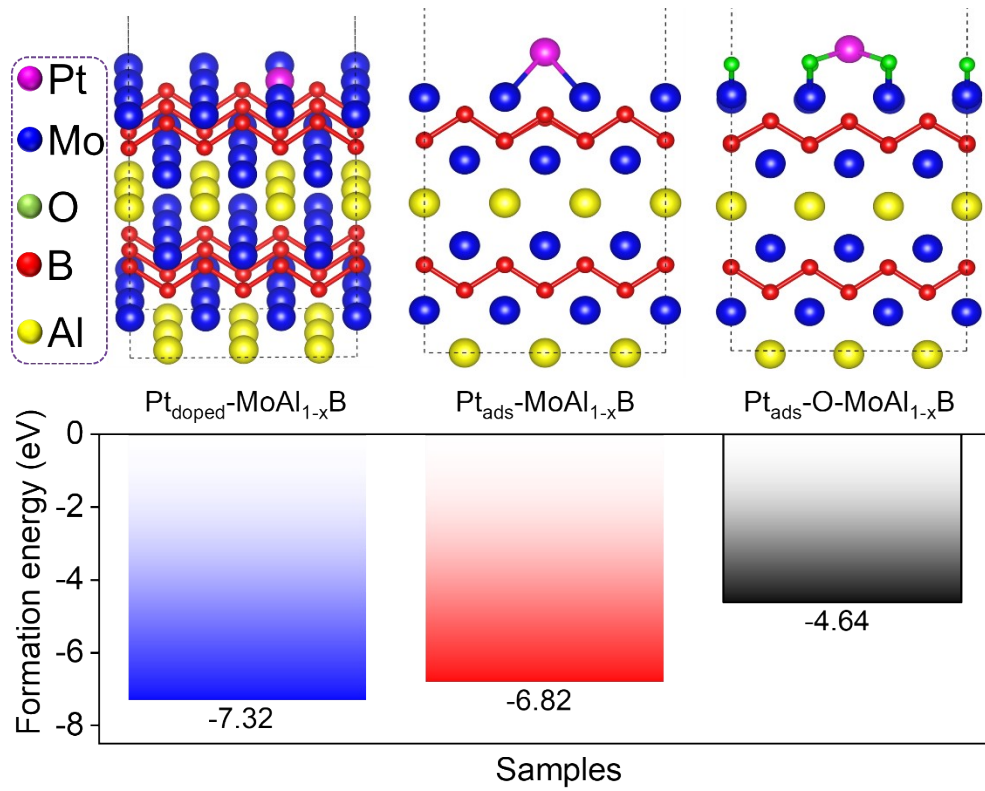 Pt
Mo
O
B
Al
Pt_doped-MoAl_1-xB
Pt_ads-MoAl_1-xB
Pt_ads-O-MoAl_1-xB
Formation energy (eV)
0
-2
-4
-6
-8
-7.32
-6.82
-4.64
Samples